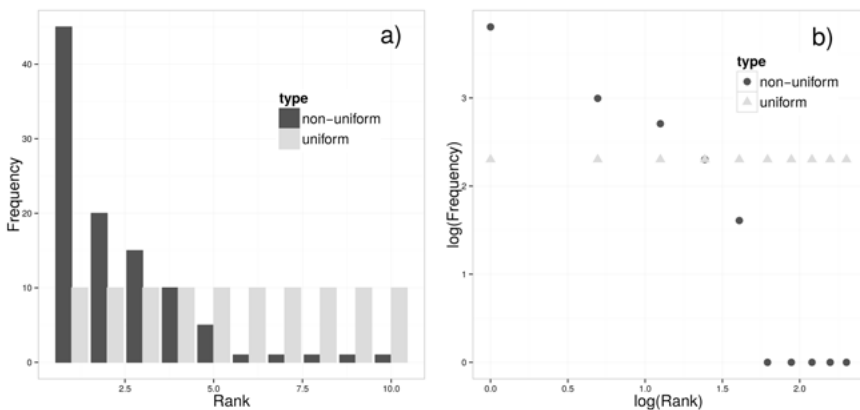 a)
type
non-uniform
uniform
Frequency
40
30
20
10
0
2.5 5.0 7.5 10.0
Rank
b)
type
non-uniform
uniform
log(Frequency)
3
2
1
0
0.0 0.5 1.0 1.5 2.0
log(Rank)